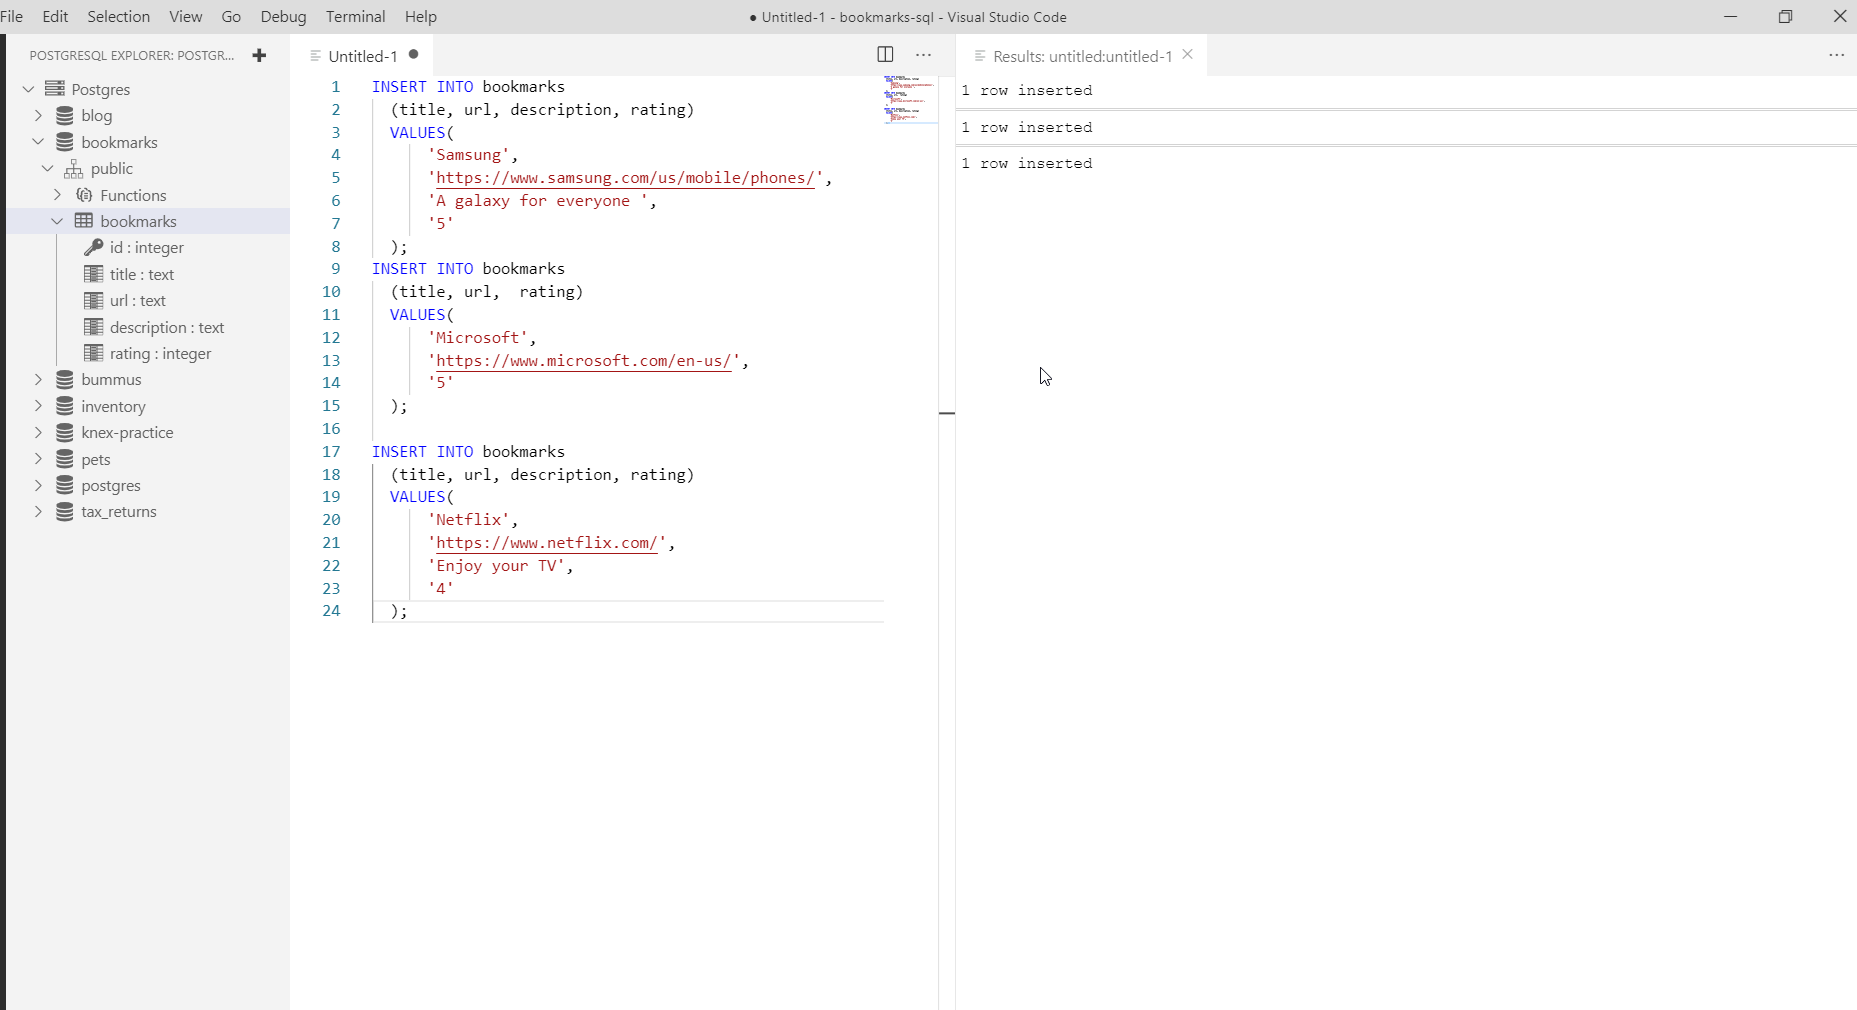 File Edit Selection View Go Debug Terminal Help
● Untitled-1 - bookmarks-sql - Visual Studio Code
POSTGRESQL EXPLORER: POSTGR...
Postgres
blog
bookmarks
public
Functions
bookmarks
id : integer
title : text
url : text
description : text
rating : integer
bummus
inventory
knex-practice
pets
postgres
tax_returns
Untitled-1
1 INSERT INTO bookmarks
2 (title, url, description, rating)
3 VALUES(
4 'Samsung',
5 'https://www.samsung.com/us/mobile/phones/',
6 'A galaxy for everyone ',
7 '5'
8 );
9 INSERT INTO bookmarks
10 (title, url,  rating)
11 VALUES(
12 'Microsoft',
13 'https://www.microsoft.com/en-us/',
14 '5'
15 );
16
17 INSERT INTO bookmarks
18 (title, url, description, rating)
19 VALUES(
20 'Netflix',
21 'https://www.netflix.com/',
22 'Enjoy your TV',
23 '4'
24 );
Results: untitled:untitled-1
1 row inserted
1 row inserted
1 row inserted